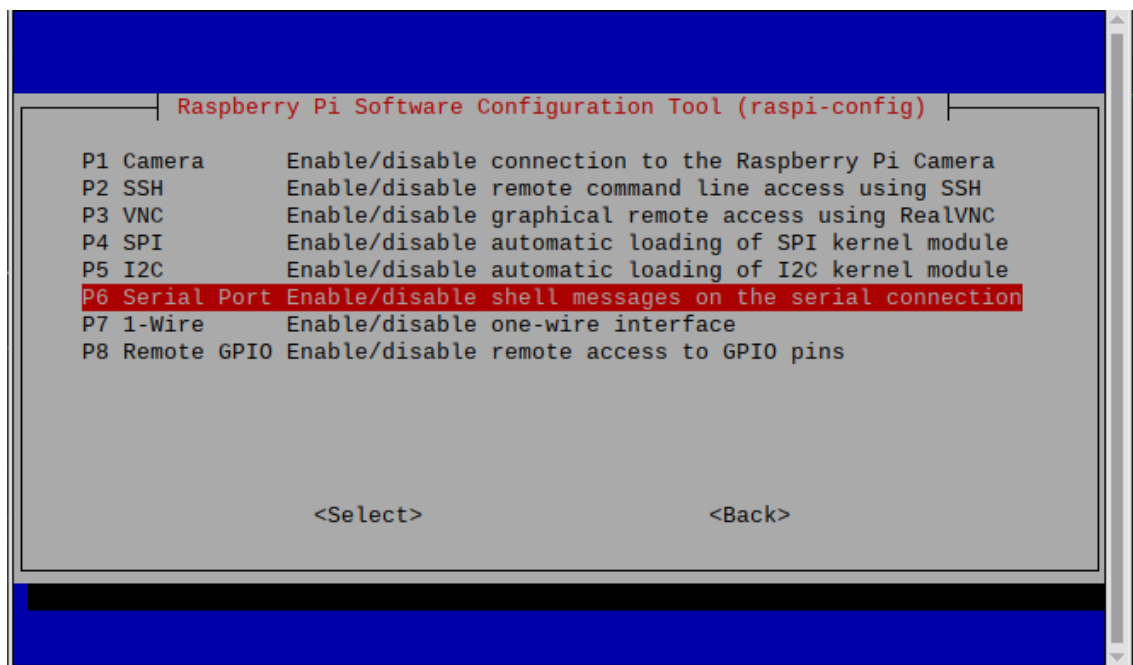 Raspberry Pi Software Configuration Tool (raspi-config)
P1 Camera Enable/disable connection to the Raspberry Pi Camera
P2 SSH Enable/disable remote command line access using SSH
P3 VNC Enable/disable graphical remote access using RealVNC
P4 SPI Enable/disable automatic loading of SPI kernel module
P5 I2C Enable/disable automatic loading of I2C kernel module
P6 Serial Port Enable/disable shell messages on the serial connection
P7 1-Wire Enable/disable one-wire interface
P8 Remote GPIO Enable/disable remote access to GPIO pins
<Select> <Back>